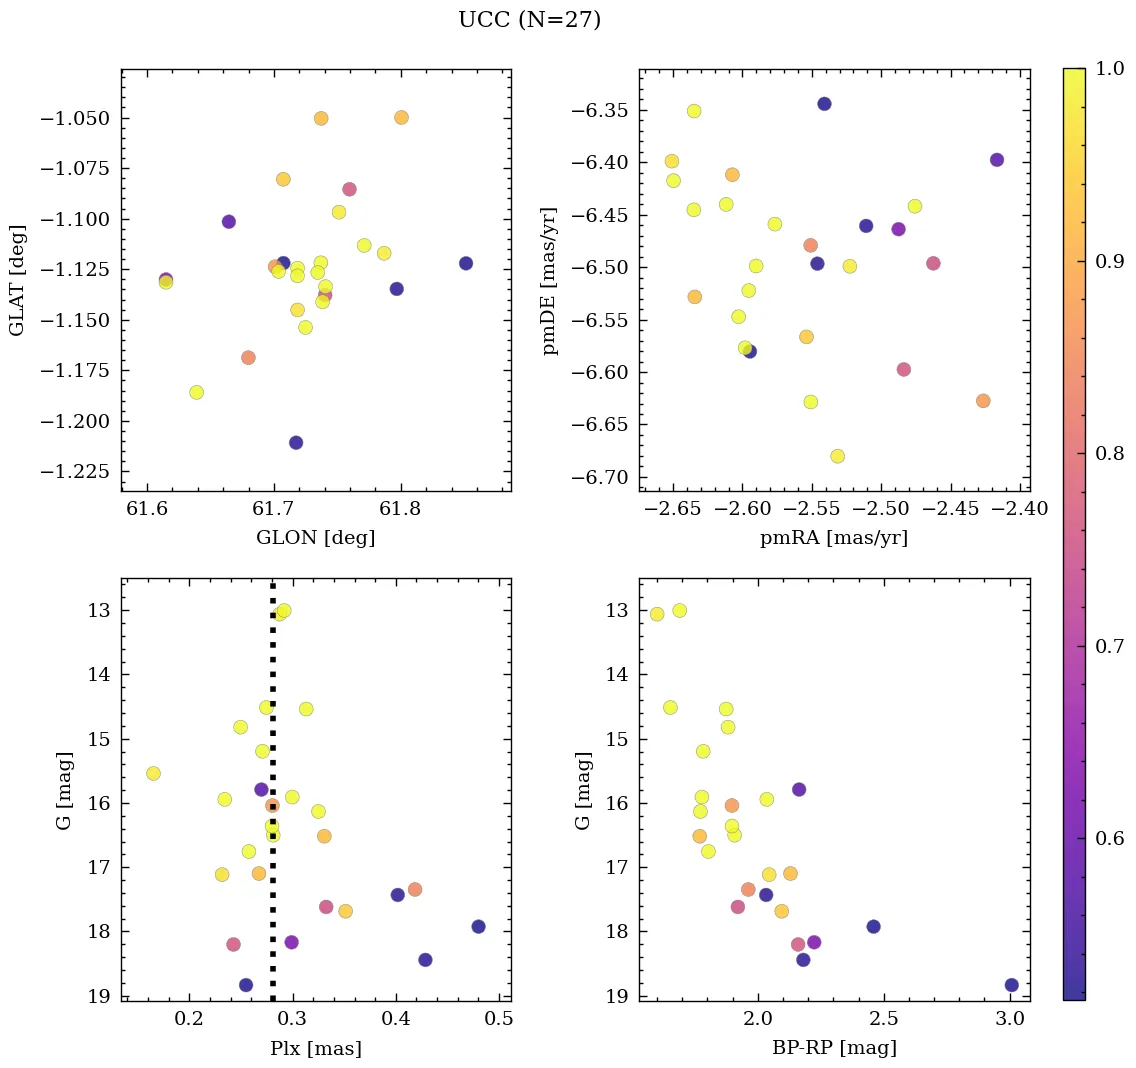 UCC (N=27)
−1.050
−1.075
−1.100
−1.125
−1.150
−1.175
−1.200
−1.225
GLAT [deg]
61.6 61.7 61.8
GLON [deg]
−6.35
−6.40
−6.45
−6.50
−6.55
−6.60
−6.65
−6.70
pmDE [mas/yr]
−2.65 −2.60 −2.55 −2.50 −2.45 −2.40
pmRA [mas/yr]
13
14
15
16
17
18
19
G [mag]
0.2 0.3 0.4 0.5
Plx [mas]
13
14
15
16
17
18
19
G [mag]
2.0 2.5 3.0
BP-RP [mag]
1.0
0.9
0.8
0.7
0.6